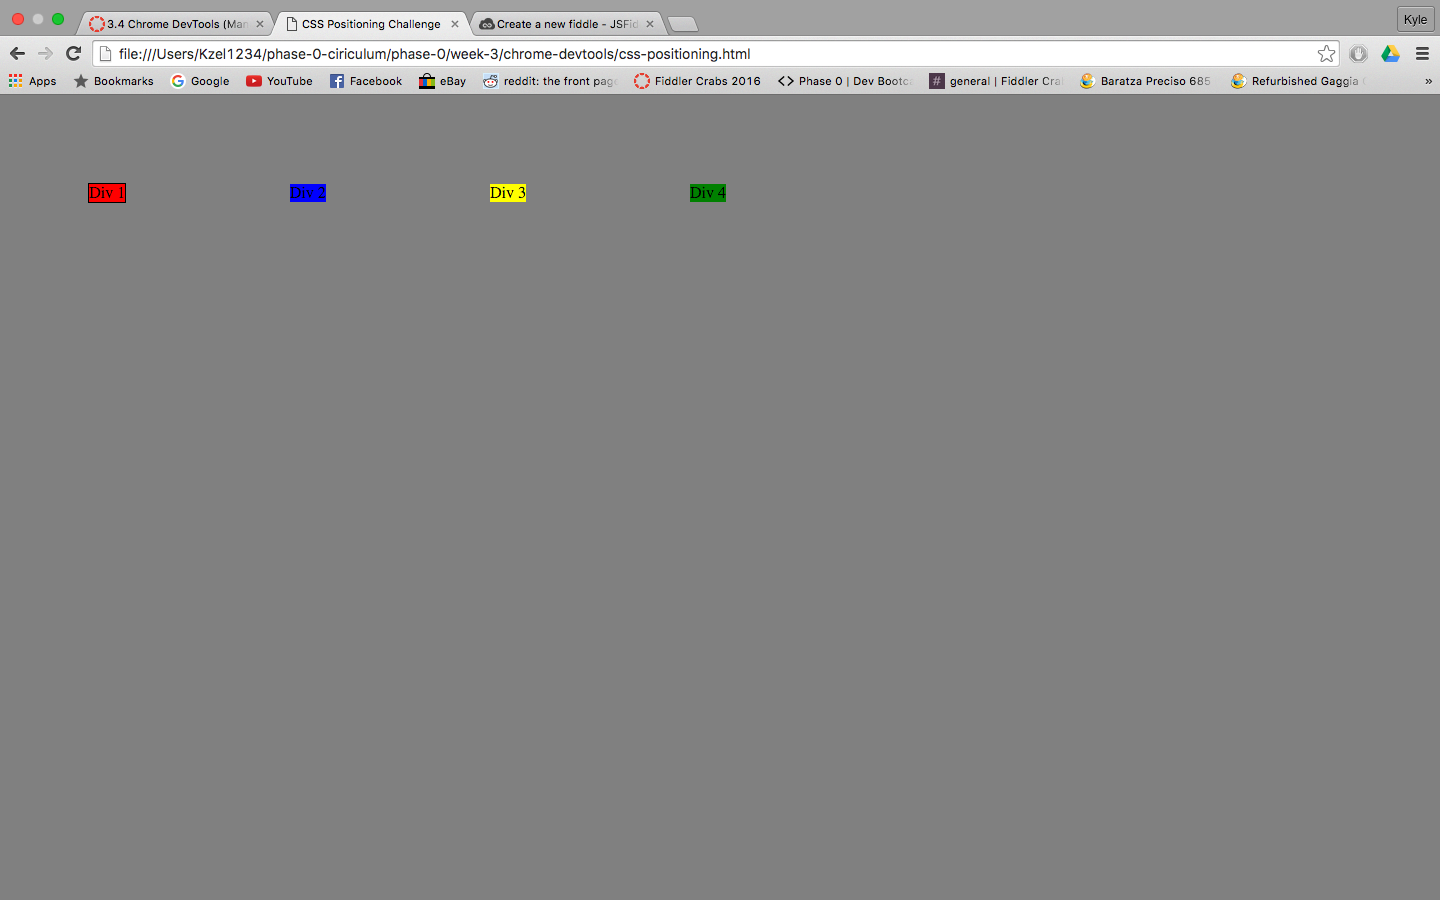 3.4 Chrome DevTools (Man
CSS Positioning Challenge
Create a new fiddle - JSFid
Kyle
file:///Users/Kzel1234/phase-0-ciriculum/phase-0/week-3/chrome-devtools/css-positioning.html
Apps Bookmarks Google YouTube Facebook eBay reddit: the front page Fiddler Crabs 2016 Phase 0 | Dev Bootca general | Fiddler Cra Baratza Preciso 685 Refurbished Gaggia »
Div 1 Div 2 Div 3 Div 4